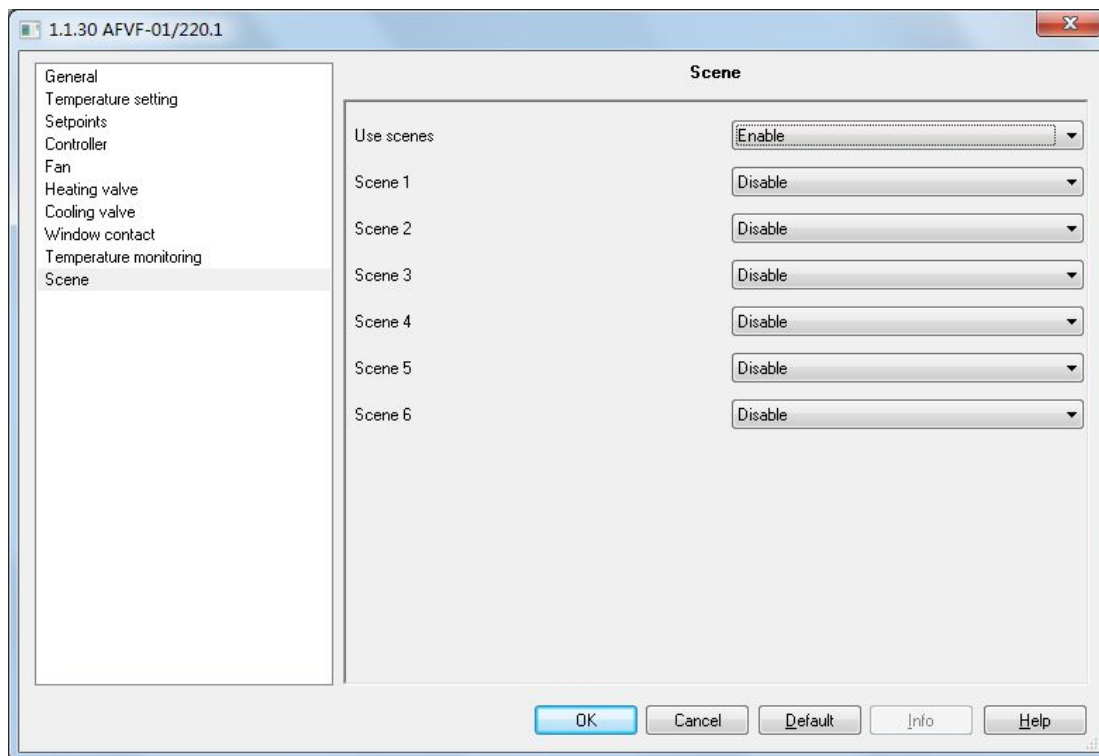 1.1.30 AFVF-01/220.1
General
Temperature setting
Setpoints
Controller
Fan
Heating valve
Cooling valve
Window contact
Temperature monitoring
Scene
Scene
Use scenes Enable
Scene 1 Disable
Scene 2 Disable
Scene 3 Disable
Scene 4 Disable
Scene 5 Disable
Scene 6 Disable
OK Cancel Default Info Help